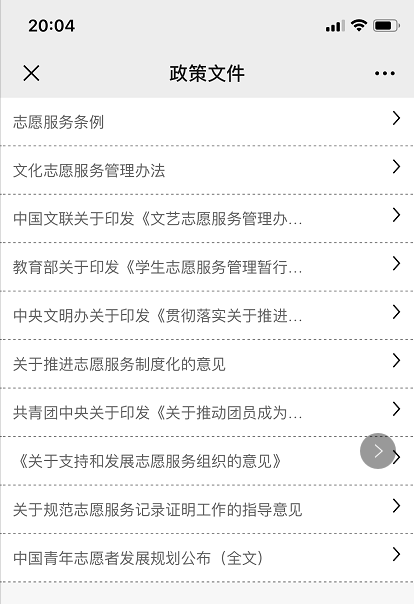 20:04
政策文件
志愿服务条例
文化志愿服务管理办法
中国文联关于印发《文艺志愿服务管理办...
教育部关于印发《学生志愿服务管理暂行...
中央文明办关于印发《贯彻落实关于推进...
关于推进志愿服务制度化的意见
共青团中央关于印发《关于推动团员成为...
《关于支持和发展志愿服务组织的意见》
关于规范志愿服务记录证明工作的指导意见
中国青年志愿者发展规划公布（全文）